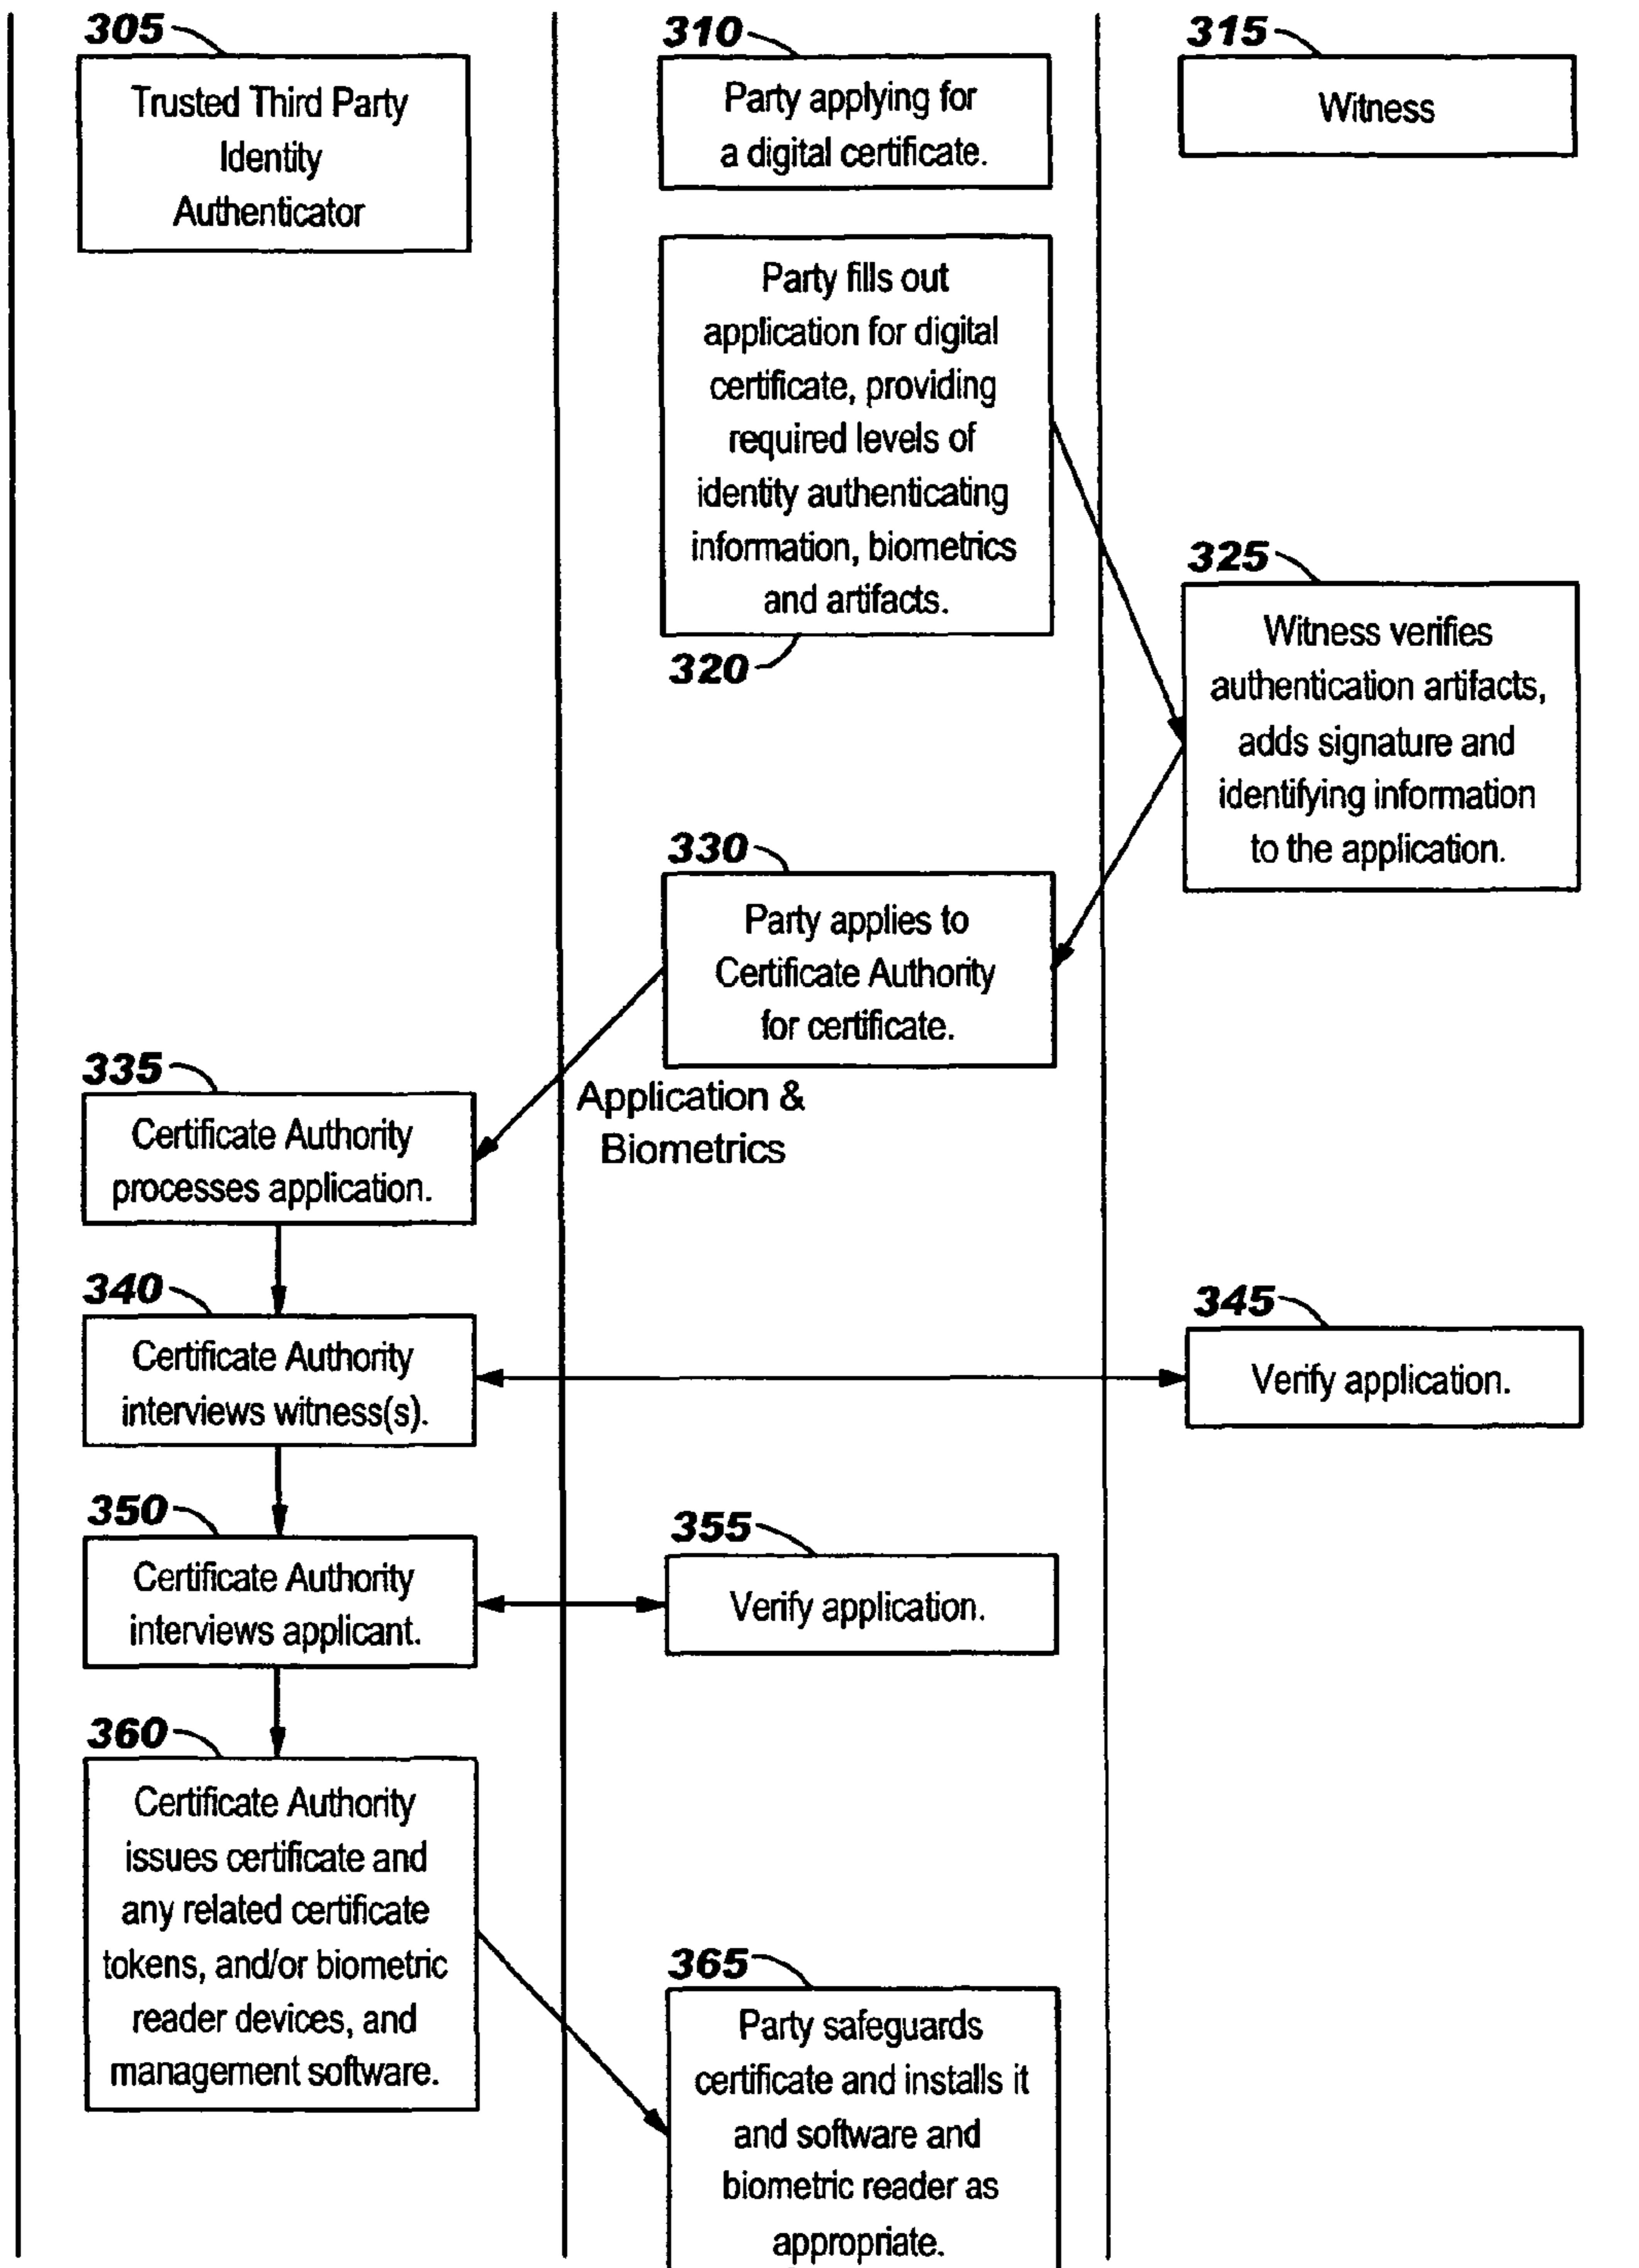 305
Trusted Third Party
Identity
Authenticator
310
Party applying for
a digital certificate.
315
Witness
Party fills out
application for digital
certificate, providing
required levels of
identity authenticating
information, biometrics
and artifacts.
320
325
Witness verifies
authentication artifacts,
adds signature and
identifying information
to the application.
330
Party applies to
Certificate Authority
for certificate.
Application &
Biometrics
335
Certificate Authority
processes application.
340
Certificate Authority
interviews witness(s).
345
Verify application.
350
Certificate Authority
interviews applicant.
355
Verify application.
360
Certificate Authority
issues certificate and
any related certificate
tokens, and/or biometric
reader devices, and
management software.
365
Party safeguards
certificate and installs it
and software and
biometric reader as
appropriate.